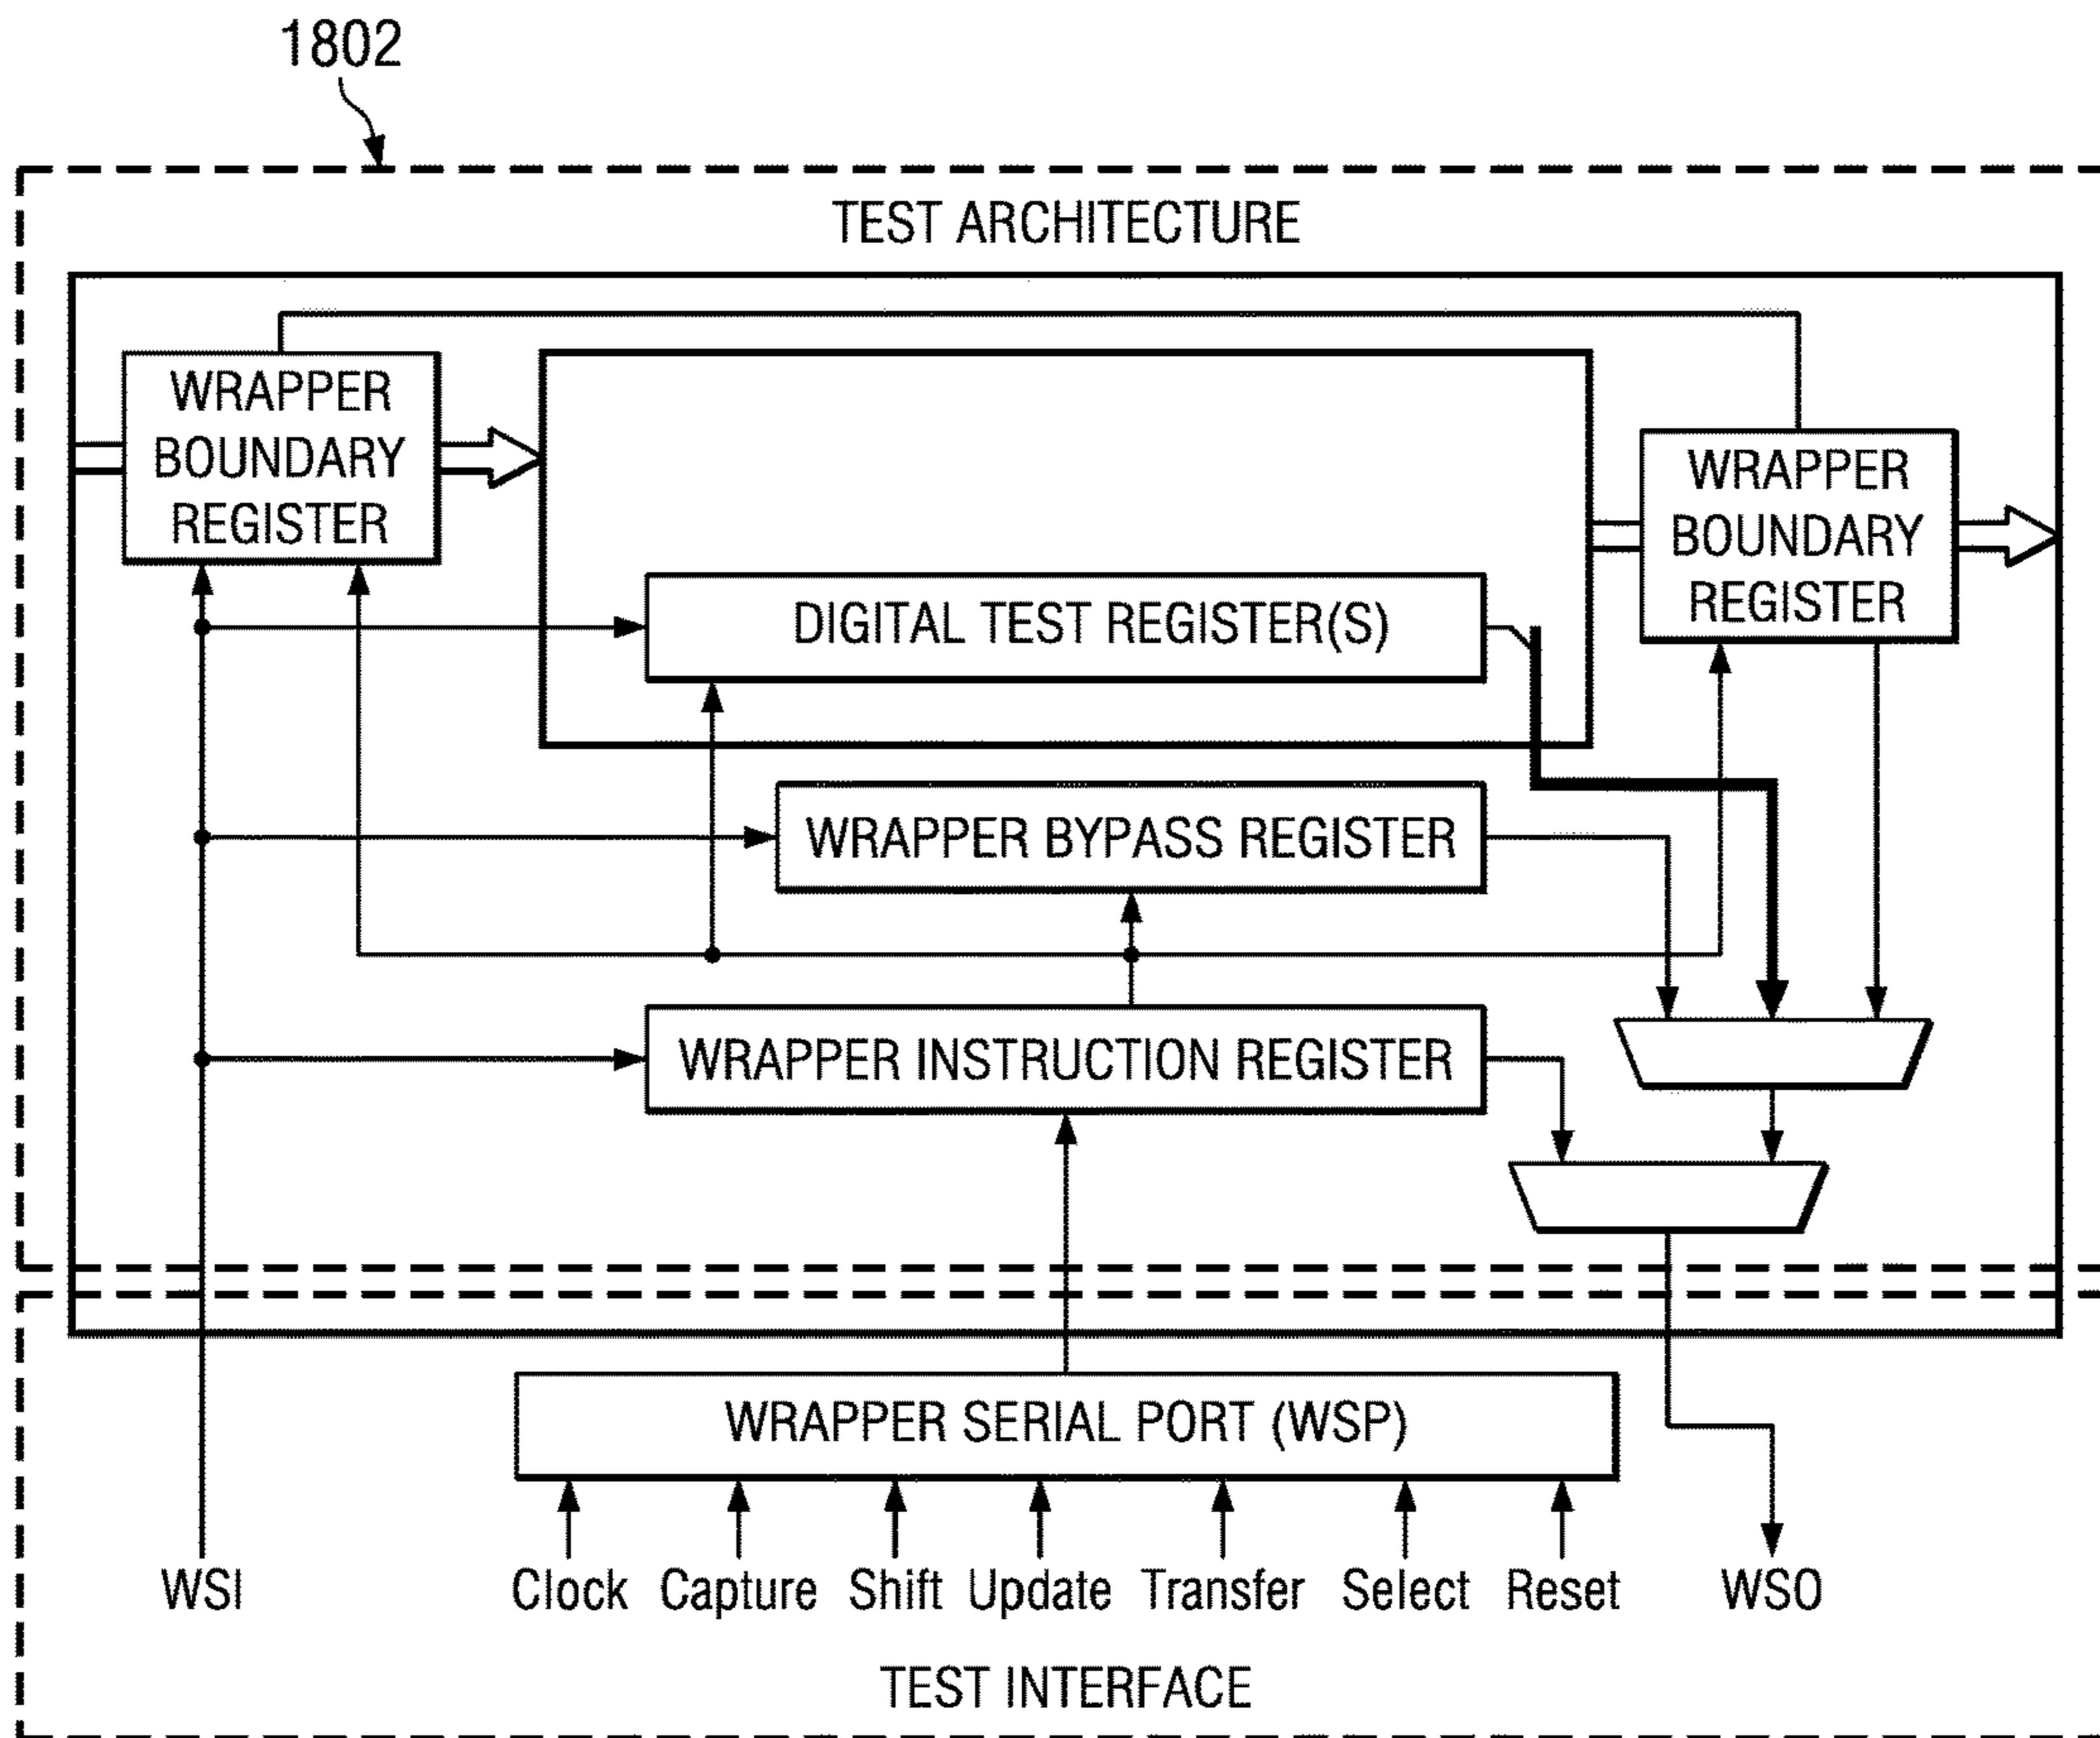 1802
TEST ARCHITECTURE
WRAPPER
BOUNDARY
REGISTER
WRAPPER
BOUNDARY
REGISTER
DIGITAL TEST REGISTER(S)
WRAPPER BYPASS REGISTER
WRAPPER INSTRUCTION REGISTER
WRAPPER SERIAL PORT (WSP)
WSI Clock Capture Shift Update Transfer Select Reset WSO
TEST INTERFACE